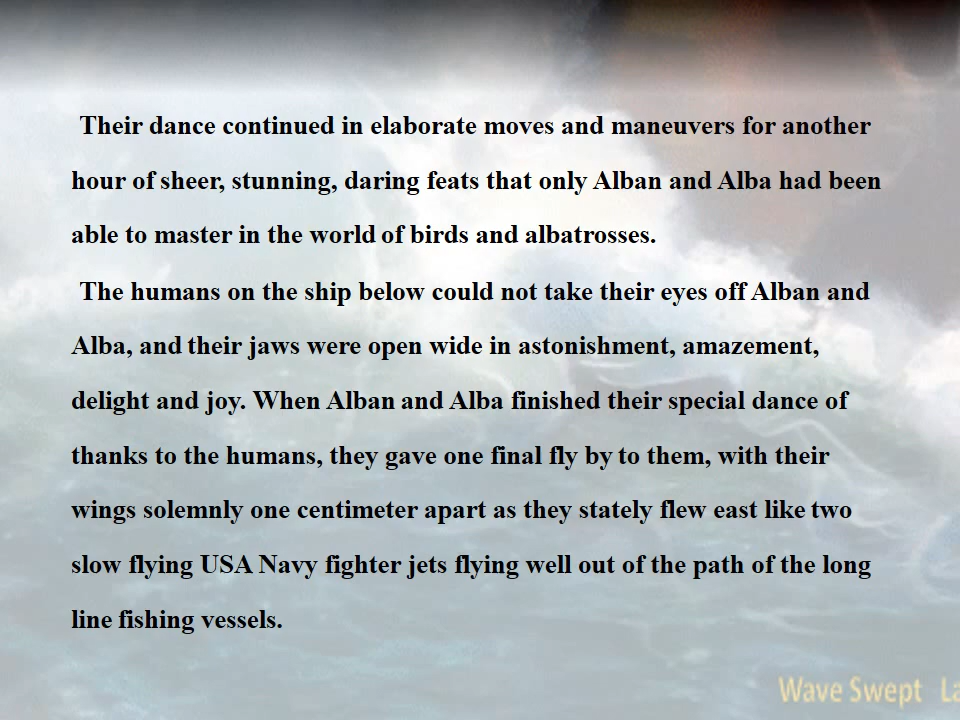 Their dance continued in elaborate moves and maneuvers for another
hour of sheer, stunning, daring feats that only Alban and Alba had been
able to master in the world of birds and albatrosses.
The humans on the ship below could not take their eyes off Alban and
Alba, and their jaws were open wide in astonishment, amazement,
delight and joy. When Alban and Alba finished their special dance of
thanks to the humans, they gave one final fly by to them, with their
wings solemnly one centimeter apart as they stately flew east like two
slow flying USA Navy fighter jets flying well out of the path of the long
line fishing vessels.
Wave Swept La